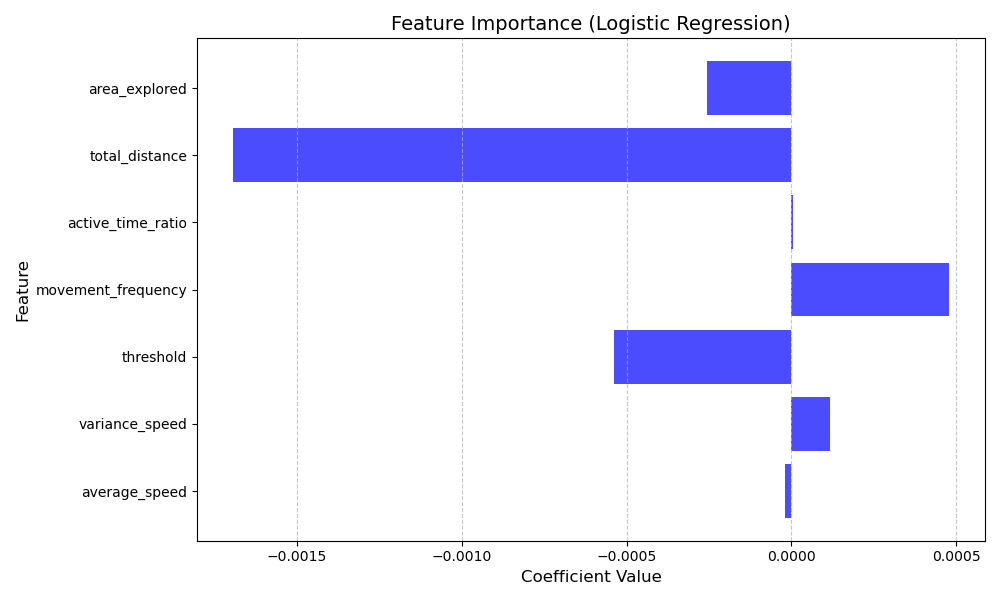 Feature Importance (Logistic Regression)
Feature
area_explored
total_distance
active_time_ratio
movement_frequency
threshold
variance_speed
average_speed
−0.0015 −0.0010 −0.0005 0.0000 0.0005
Coefficient Value